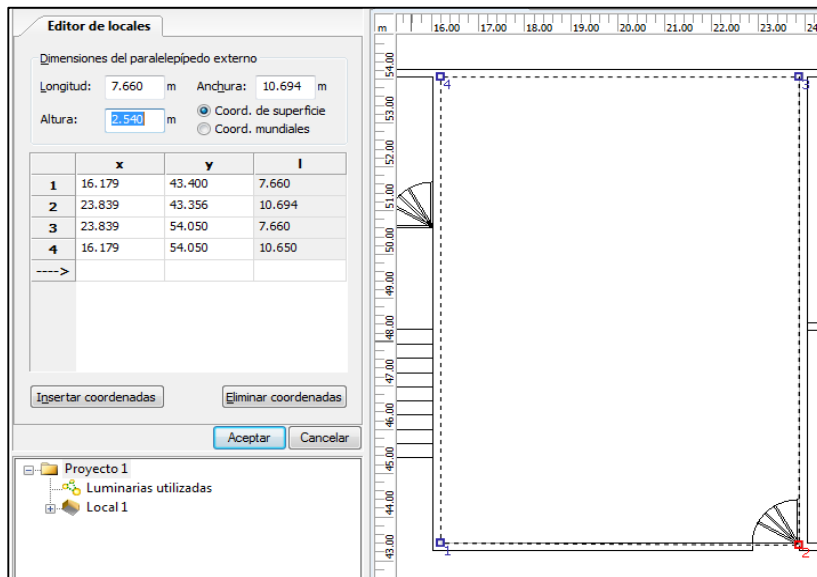 Editor de locales
Dimensiones del paralelepípedo externo
Longitud: 7.660 m Anchura: 10.694 m
Altura: 2.540 m Coord. de superficie
Coord. mundiales
x y l
1 16.179 43.400 7.660
2 23.839 43.356 10.694
3 23.839 54.050 7.660
4 16.179 54.050 10.650
---->
Insertar coordenadas Eliminar coordenadas
Aceptar Cancelar
Proyecto 1
Luminarias utilizadas
Local 1
m 16.00 17.00 18.00 19.00 20.00 21.00 22.00 23.00 24
54.00
53.00
52.00
51.00
50.00
49.00
48.00
47.00
46.00
45.00
44.00
43.00
4 3
1 2